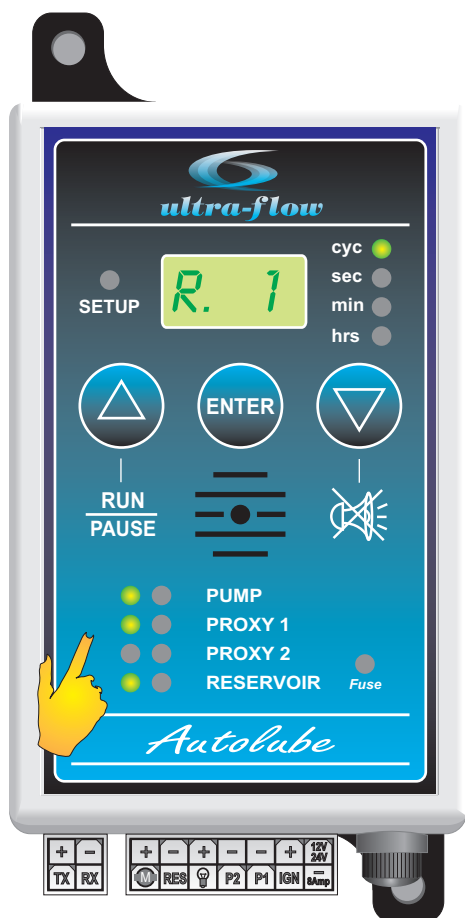 ultra-flow
cyc
sec
min
hrs
SETUP
R. 1
ENTER
RUN
PAUSE
PUMP
PROXY 1
PROXY 2
RESERVOIR
Fuse
Autolube
+ - + - + - - + 12V
24V
TX RX M RES P2 P1 IGN - 8Amp